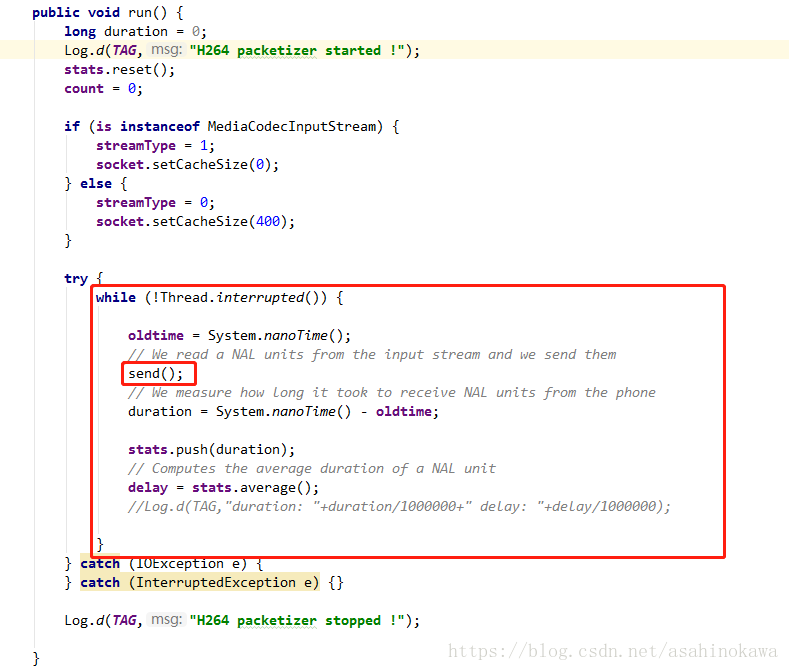 public void run() {
long duration = 0;
Log.d(TAG, msg: "H264 packetizer started !");
stats.reset();
count = 0;
if (is instanceof MediaCodecInputStream) {
streamType = 1;
socket.setCacheSize(0);
} else {
streamType = 0;
socket.setCacheSize(400);
}
try {
while (!Thread.interrupted()) {
oldtime = System.nanoTime();
// We read a NAL units from the input stream and we send them
send();
// We measure how long it took to receive NAL units from the phone
duration = System.nanoTime() - oldtime;
stats.push(duration);
// Computes the average duration of a NAL unit
delay = stats.average();
//Log.d(TAG,"duration: "+duration/1000000+" delay: "+delay/1000000);
}
} catch (IOException e) {
} catch (InterruptedException e) {}
Log.d(TAG, msg: "H264 packetizer stopped !");
}
https://blog.csdn.net/asahinokawa